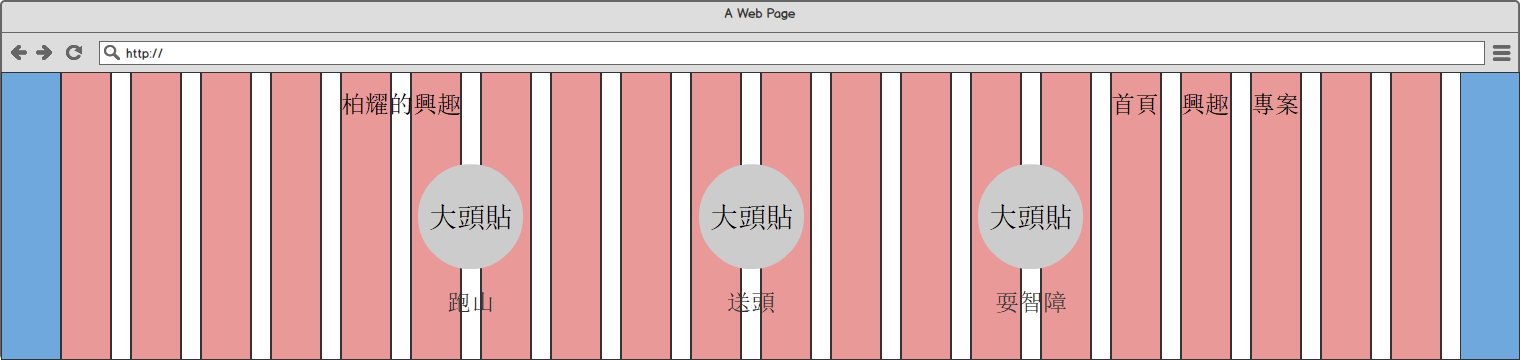 A Web Page
http://
柏耀的興趣 首頁 興趣 專案
大頭貼 大頭貼 大頭貼
跑山 送頭 耍智障